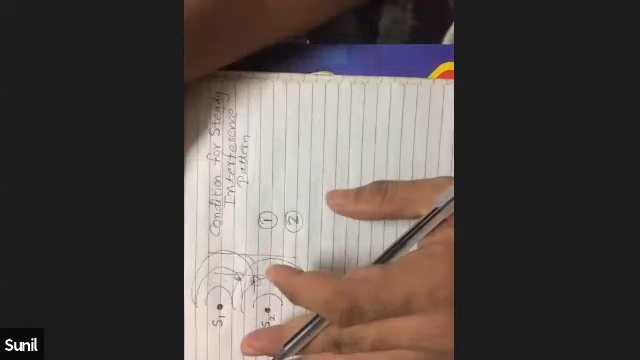 Condition for Steady
Interference
Pattern
①
②
S1
S2
Sunil